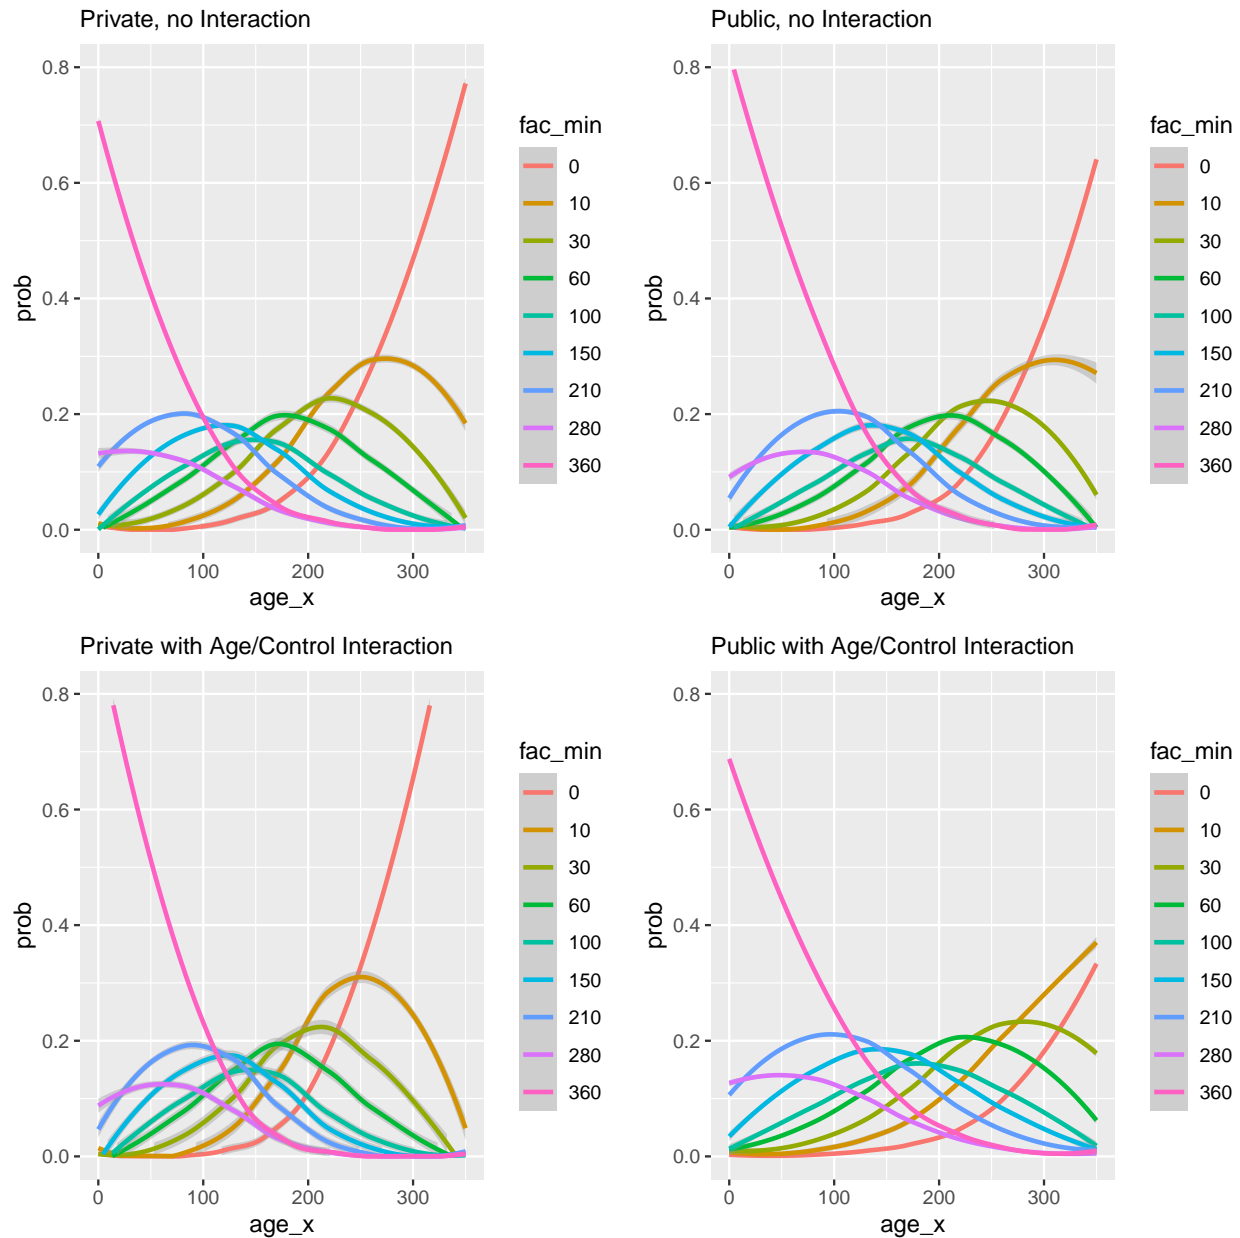 Private, no Interaction
prob
0.8
0.6
0.4
0.2
0.0
0 100 200 300
age_x
fac_min
0
10
30
60
100
150
210
280
360
Public, no Interaction
prob
0.8
0.6
0.4
0.2
0.0
0 100 200 300
age_x
fac_min
0
10
30
60
100
150
210
280
360
Private with Age/Control Interaction
prob
0.8
0.6
0.4
0.2
0.0
0 100 200 300
age_x
fac_min
0
10
30
60
100
150
210
280
360
Public with Age/Control Interaction
prob
0.8
0.6
0.4
0.2
0.0
0 100 200 300
age_x
fac_min
0
10
30
60
100
150
210
280
360